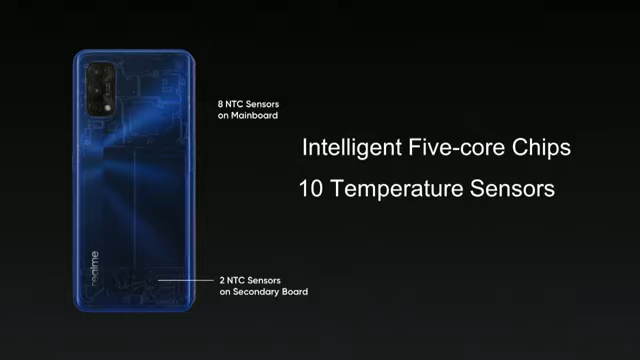 8 NTC Sensors
on Mainboard
Intelligent Five-core Chips
10 Temperature Sensors
realme
2 NTC Sensors
on Secondary Board